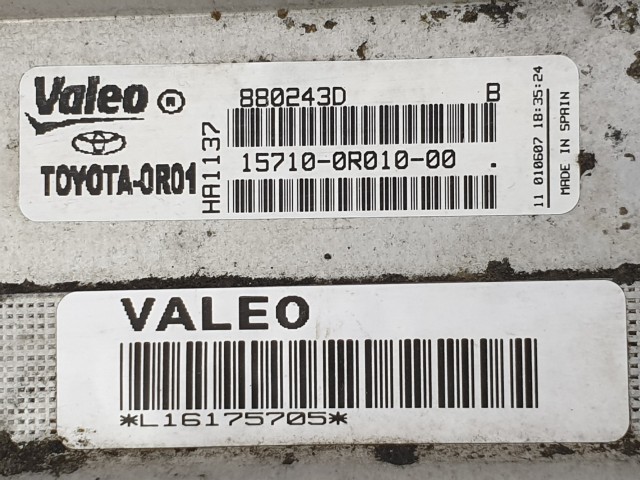 Valeo ® 880243D B
TOYOTA-0R01
HA1137
15710-0R010-00 .
11 010607 18:35:24
MADE IN SPAIN
VALEO
*L16175705*